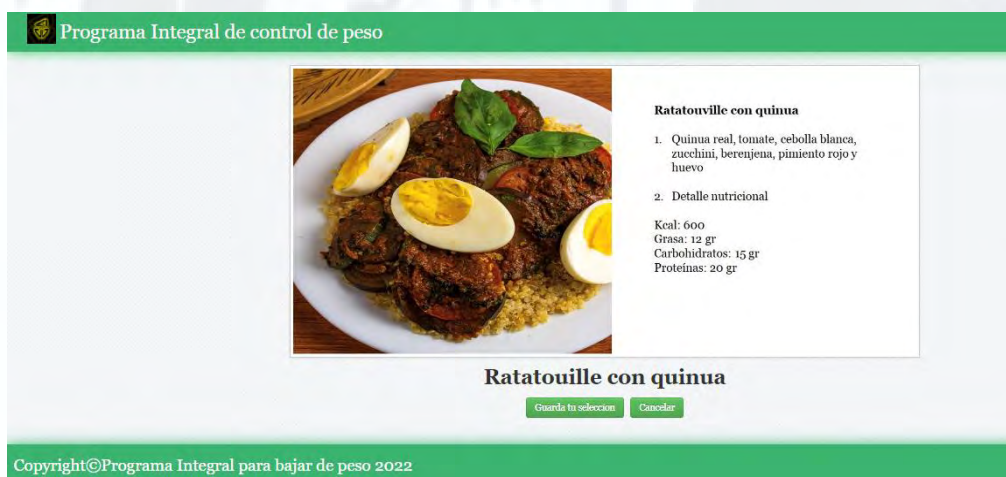 Programa Integral de control de peso
Ratatouville con quinua
1. Quinua real, tomate, cebolla blanca,
zucchini, berenjena, pimiento rojo y
huevo
2. Detalle nutricional
Kcal: 600
Grasa: 12 gr
Carbohidratos: 15 gr
Proteínas: 20 gr
Ratatouille con quinua
Guarda tu seleccion
Cancelar
Copyright©Programa Integral para bajar de peso 2022